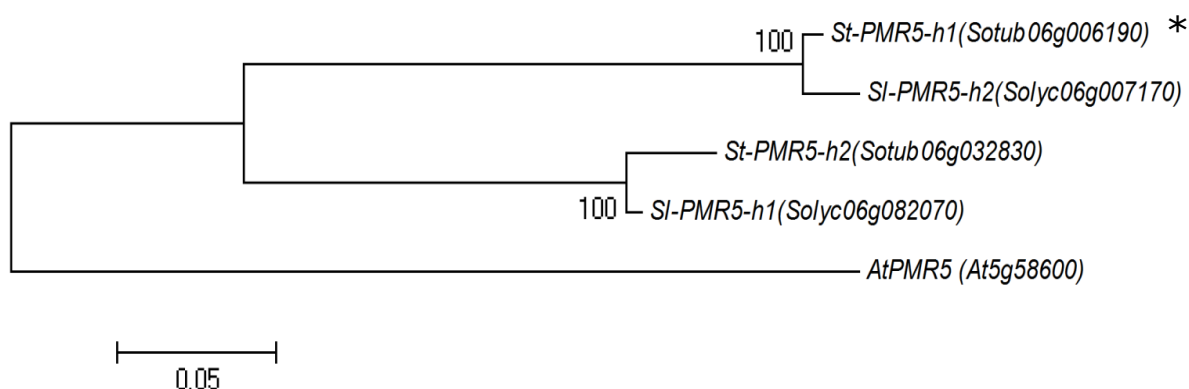 100
St-PMR5-h1(Sotub06g006190) *
Sl-PMR5-h2(Solyc06g007170)
St-PMR5-h2(Sotub06g032830)
100
Sl-PMR5-h1(Solyc06g082070)
AtPMR5 (At5g58600)
0.05